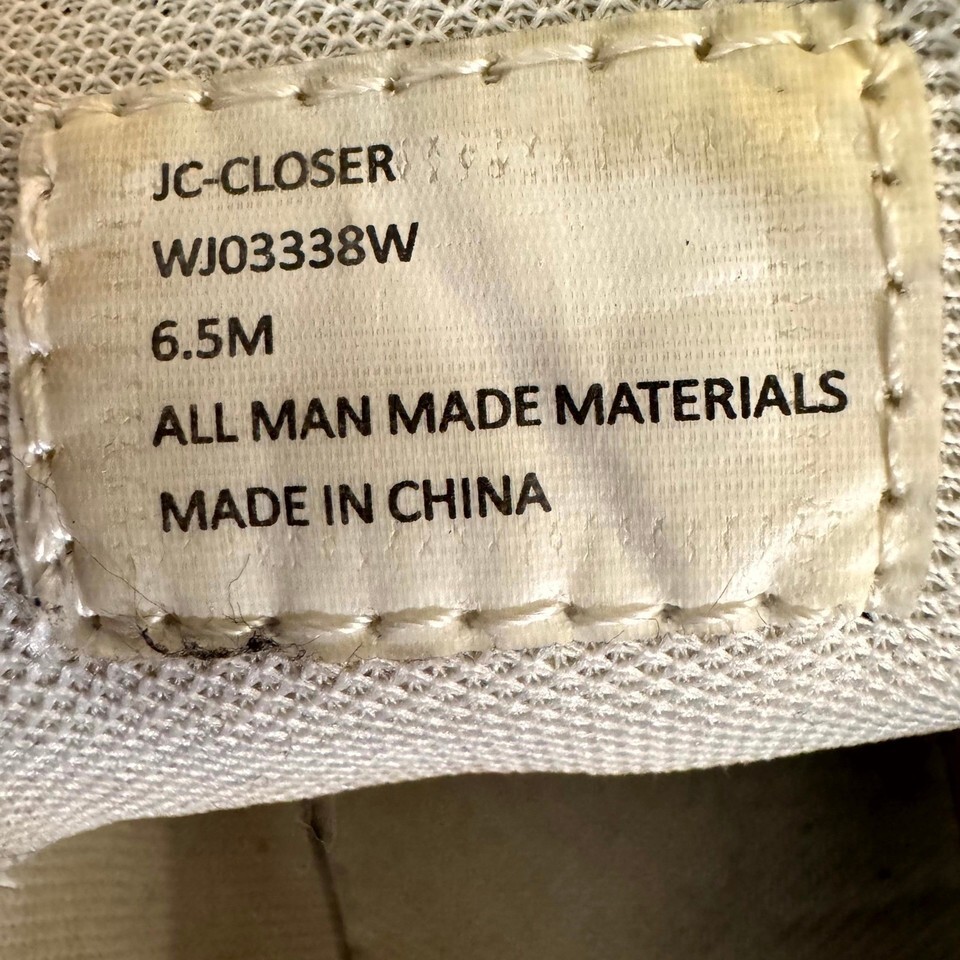 JC-CLOSER
WJ03338W
6.5M
ALL MAN MADE MATERIALS
MADE IN CHINA